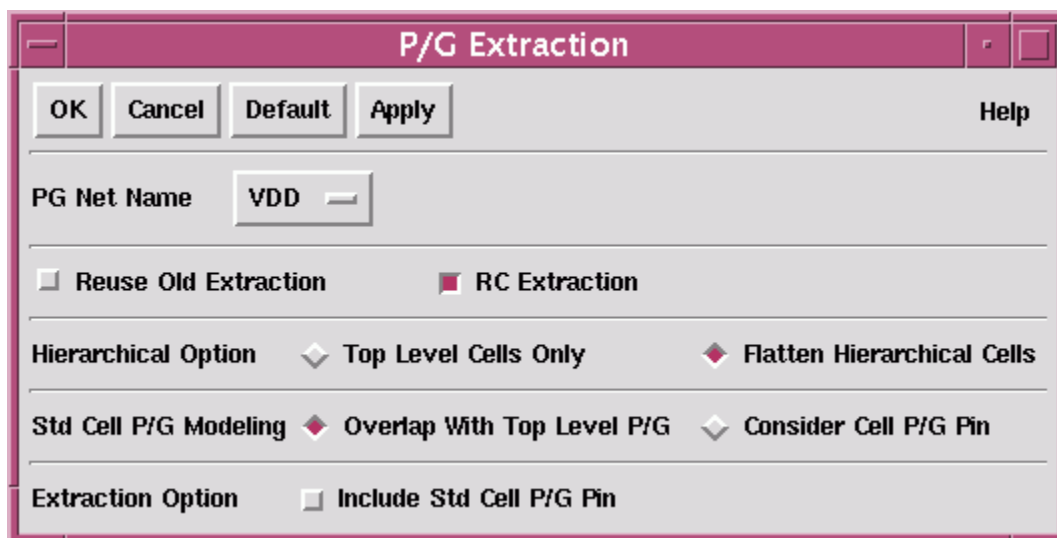 P/G Extraction
OK Cancel Default Apply Help
PG Net Name VDD
Reuse Old Extraction RC Extraction
Hierarchical Option Top Level Cells Only Flatten Hierarchical Cells
Std Cell P/G Modeling Overlap With Top Level P/G Consider Cell P/G Pin
Extraction Option Include Std Cell P/G Pin